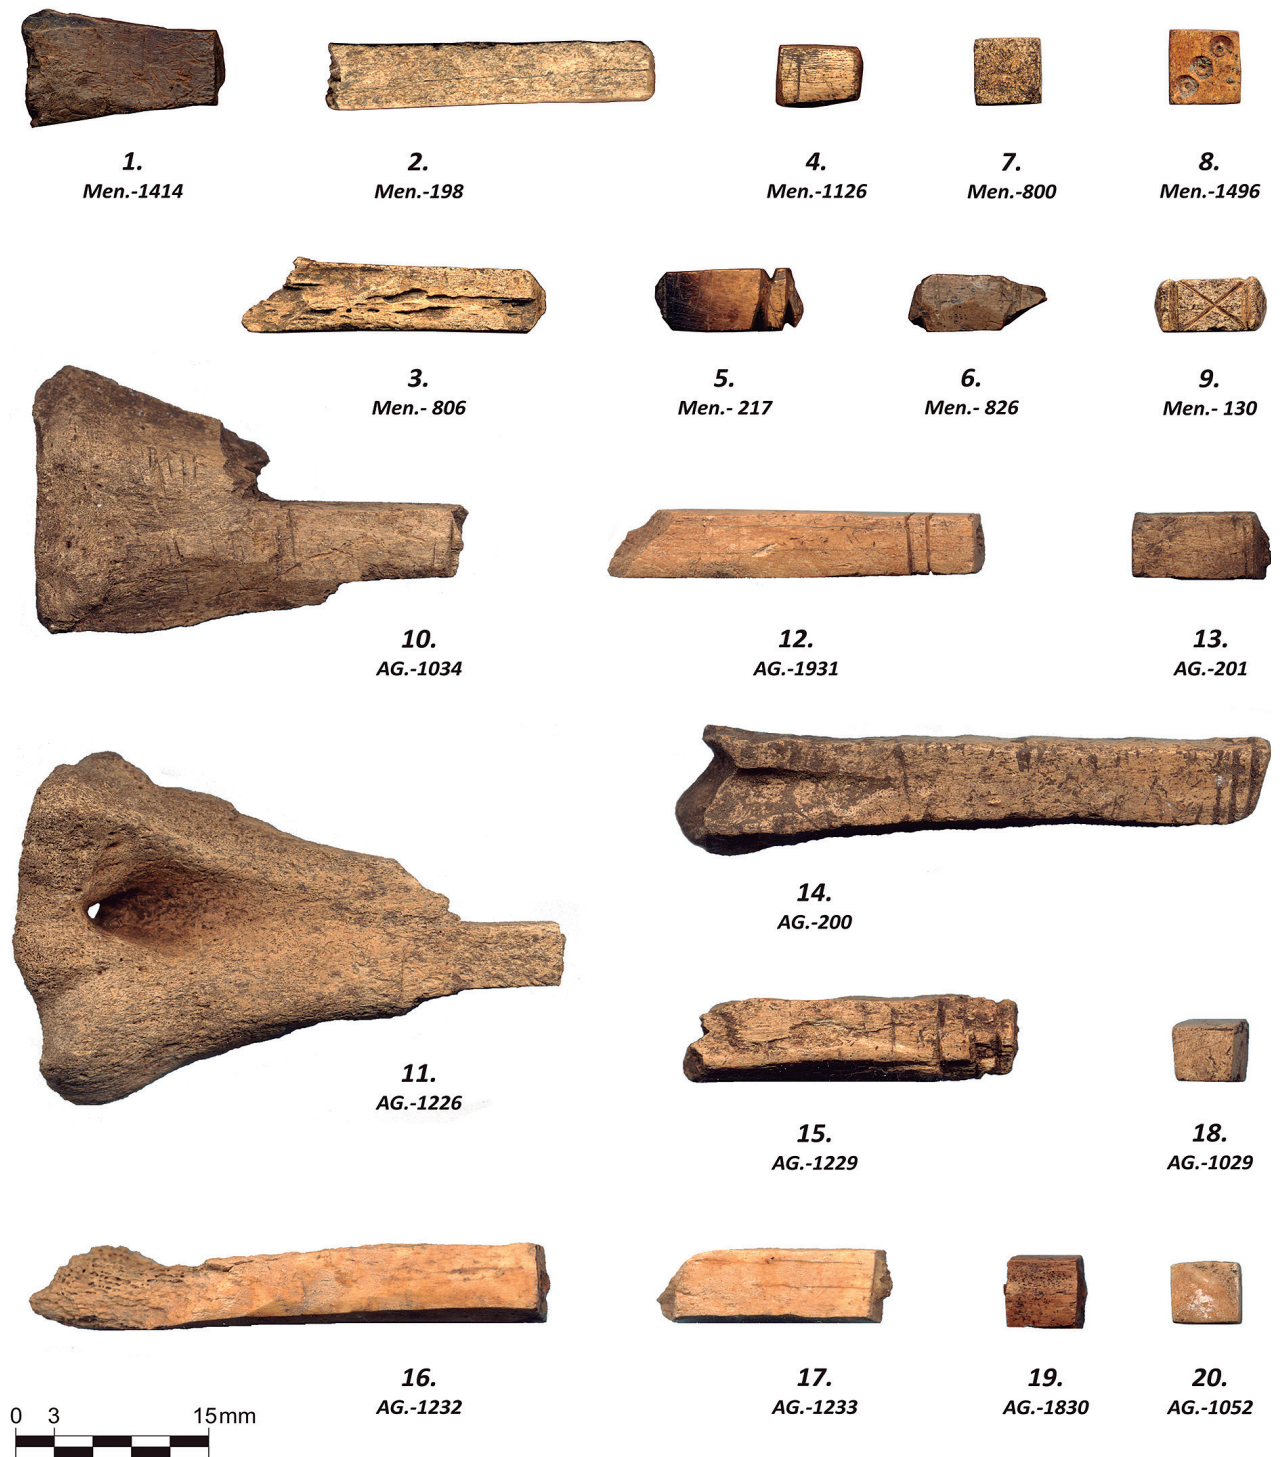 1.
Men.-1414
2.
Men.-198
4.
Men.-1126
7.
Men.-800
8.
Men.-1496
3.
Men.- 806
5.
Men.- 217
6.
Men.- 826
9.
Men.- 130
10.
AG.-1034
12.
AG.-1931
13.
AG.-201
14.
AG.-200
11.
AG.-1226
15.
AG.-1229
18.
AG.-1029
16.
AG.-1232
17.
AG.-1233
19.
AG.-1830
20.
AG.-1052
0 3 15mm